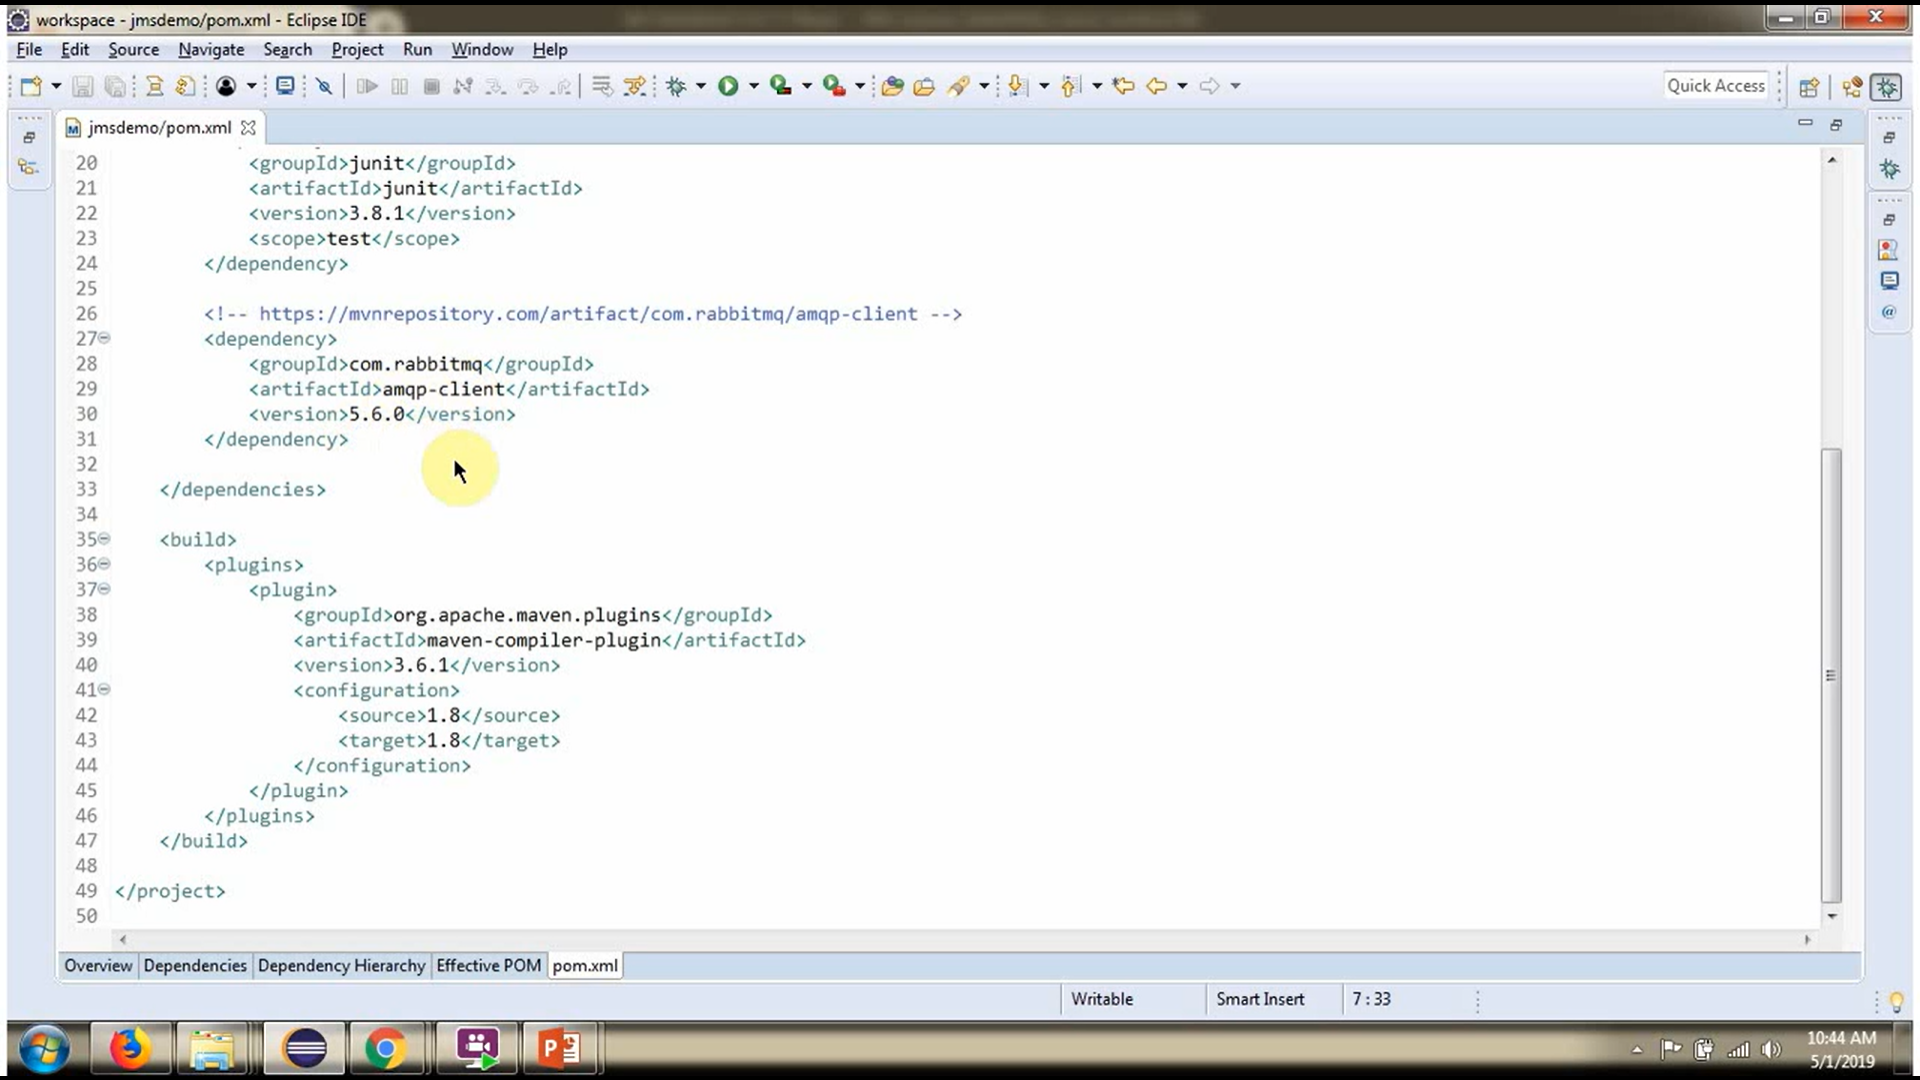 workspace - jmsdemo/pom.xml - Eclipse IDE
File Edit Source Navigate Search Project Run Window Help
Quick Access
jmsdemo/pom.xml
20 <groupId>junit</groupId>
21 <artifactId>junit</artifactId>
22 <version>3.8.1</version>
23 <scope>test</scope>
24 </dependency>
25
26 <!-- https://mvnrepository.com/artifact/com.rabbitmq/amqp-client -->
27 <dependency>
28 <groupId>com.rabbitmq</groupId>
29 <artifactId>amqp-client</artifactId>
30 <version>5.6.0</version>
31 </dependency>
32
33 </dependencies>
34
35 <build>
36 <plugins>
37 <plugin>
38 <groupId>org.apache.maven.plugins</groupId>
39 <artifactId>maven-compiler-plugin</artifactId>
40 <version>3.6.1</version>
41 <configuration>
42 <source>1.8</source>
43 <target>1.8</target>
44 </configuration>
45 </plugin>
46 </plugins>
47 </build>
48
49 </project>
50
Overview Dependencies Dependency Hierarchy Effective POM pom.xml
Writable Smart Insert 7 : 33
10:44 AM
5/1/2019